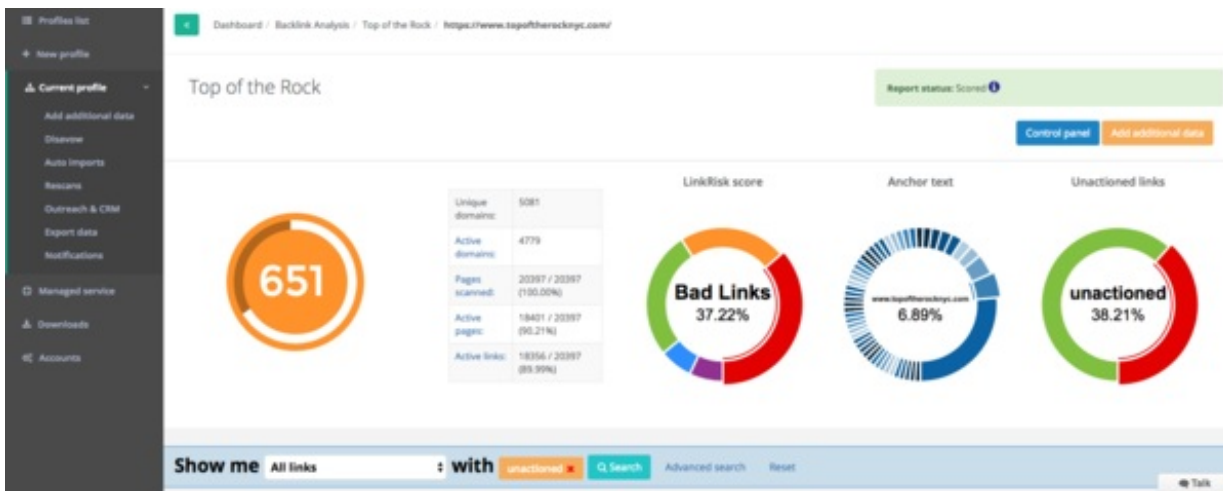 Profiles list
+ New profile
Current profile
Add additional data
Disavow
Auto imports
Rescans
Outreach & CRM
Export data
Notifications
Managed service
Downloads
Accounts
<
Dashboard / Backlink Analysis / Top of the Rock / https://www.topoftherocknyc.com/
Top of the Rock
Report status: Scored
Control panel
Add additional data
651
Unique domains: 5081
Active domains: 4779
Pages scanned: 20397 / 20397 (100.00%)
Active pages: 18401 / 20397 (90.21%)
Active links: 18356 / 20397 (89.99%)
LinkRisk score
Bad Links
37.22%
Anchor text
www.topoftherocknyc.com
6.89%
Unactioned links
unactioned
38.21%
Show me All links with unactioned x Search Advanced search Reset
Talk